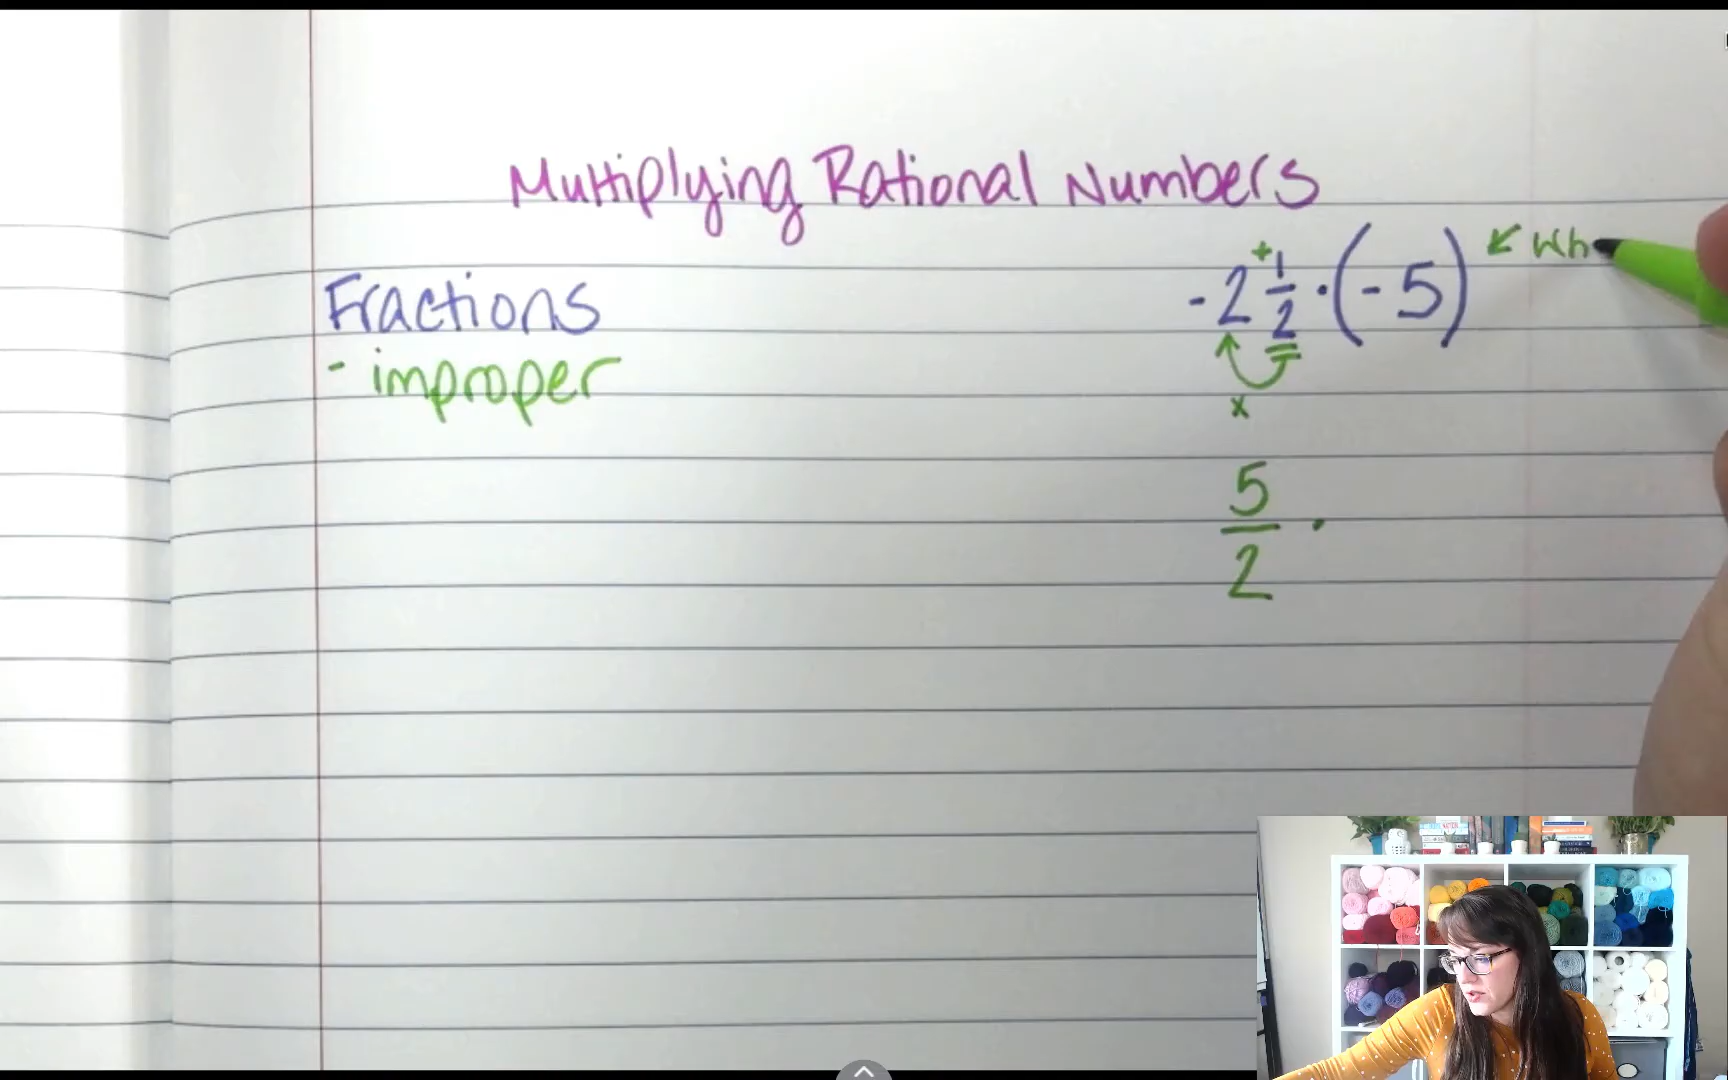 Multiplying Rational Numbers
Fractions
- improper
- 2 + 1/2 · (- 5) ↙ Wh
x
5/2 ·